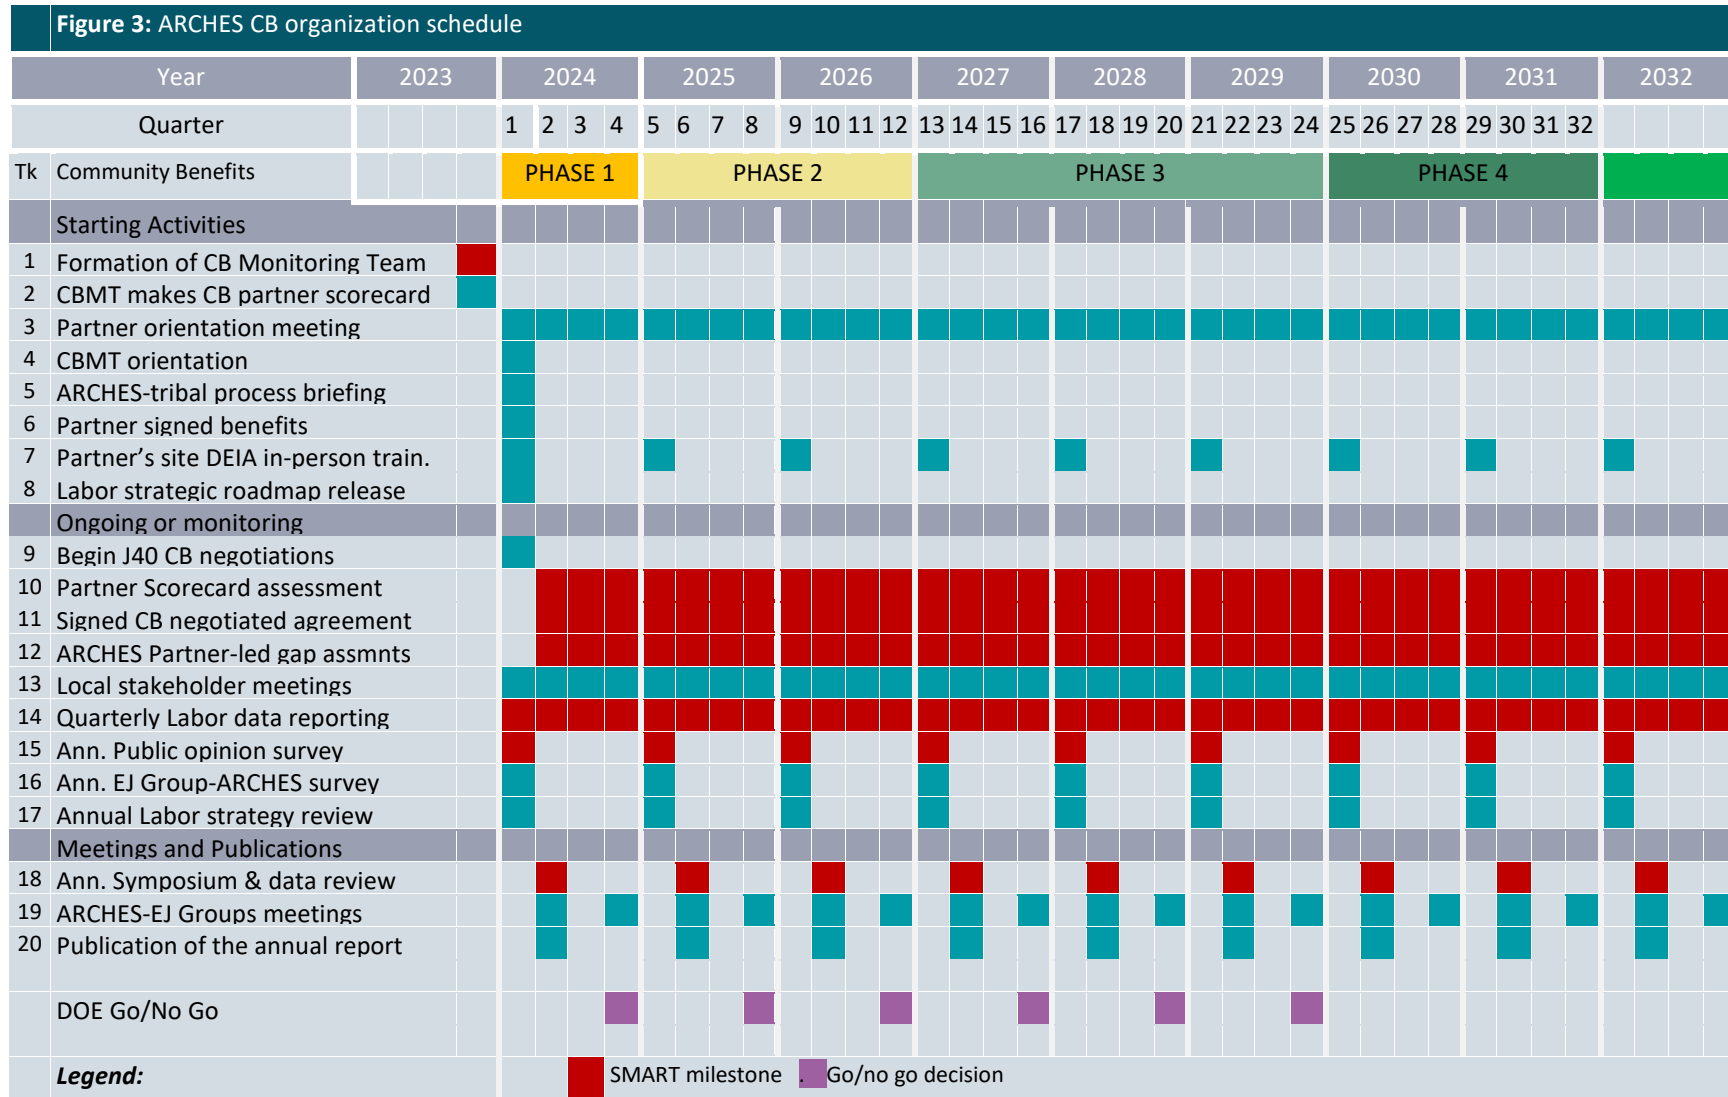 Figure 3: ARCHES CB organization schedule
Year 2023 2024 2025 2026 2027 2028 2029 2030 2031 2032
Quarter 1 2 3 4 5 6 7 8 9 10 11 12 13 14 15 16 17 18 19 20 21 22 23 24 25 26 27 28 29 30 31 32
Tk Community Benefits PHASE 1 PHASE 2 PHASE 3 PHASE 4
Starting Activities
1 Formation of CB Monitoring Team
2 CBMT makes CB partner scorecard
3 Partner orientation meeting
4 CBMT orientation
5 ARCHES-tribal process briefing
6 Partner signed benefits
7 Partner’s site DEIA in-person train.
8 Labor strategic roadmap release
Ongoing or monitoring
9 Begin J40 CB negotiations
10 Partner Scorecard assessment
11 Signed CB negotiated agreement
12 ARCHES Partner-led gap assmnts
13 Local stakeholder meetings
14 Quarterly Labor data reporting
15 Ann. Public opinion survey
16 Ann. EJ Group-ARCHES survey
17 Annual Labor strategy review
Meetings and Publications
18 Ann. Symposium & data review
19 ARCHES-EJ Groups meetings
20 Publication of the annual report
DOE Go/No Go
Legend: SMART milestone . Go/no go decision